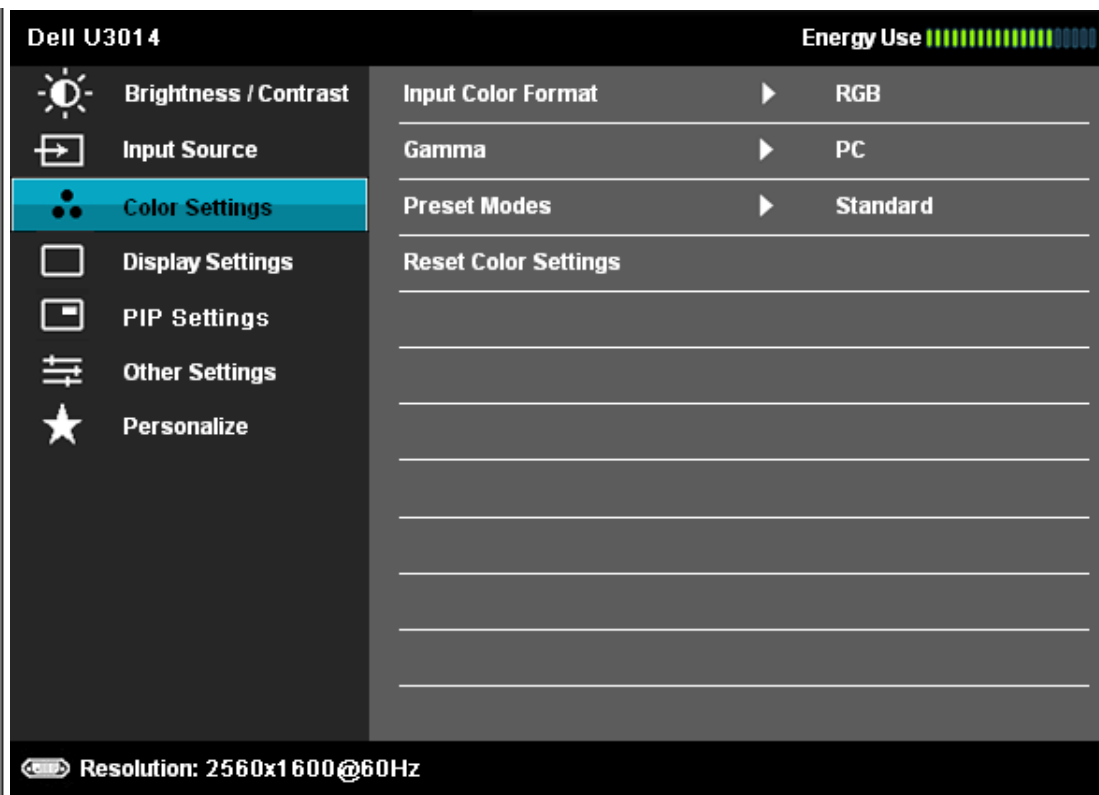 Dell U3014 Energy Use
Brightness / Contrast Input Color Format RGB
Input Source Gamma PC
Color Settings Preset Modes Standard
Display Settings Reset Color Settings
PIP Settings
Other Settings
Personalize
Resolution: 2560x1600@60Hz